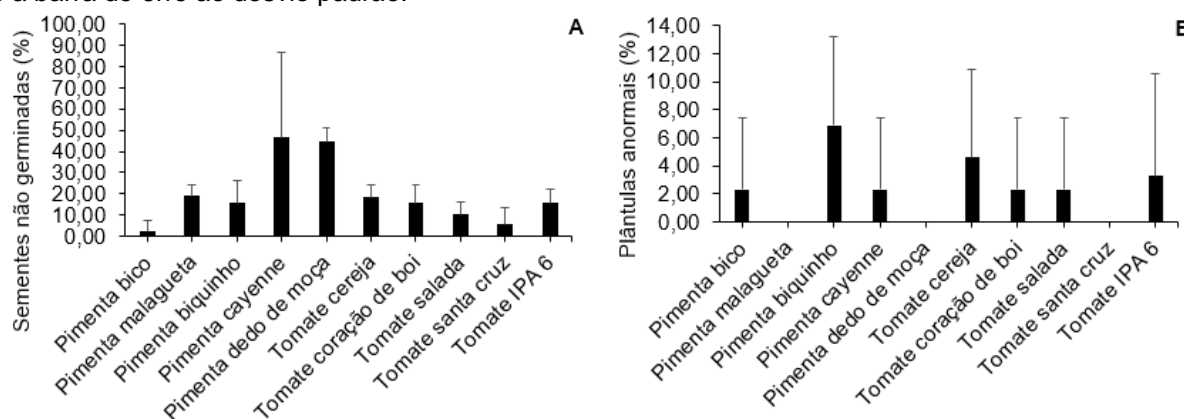 100,00
90,00
80,00
70,00
60,00
50,00
40,00
30,00
20,00
10,00
0,00
Sementes não germinadas (%)
A
Pimenta bico
Pimenta malagueta
Pimenta biquinho
Pimenta cayenne
Pimenta dedo de moça
Tomate cereja
Tomate coração de boi
Tomate salada
Tomate santa cruz
Tomate IPA 6
14,00
12,00
10,00
8,00
6,00
4,00
2,00
0,00
Plântulas anormais (%)
Pimenta bico
Pimenta malagueta
Pimenta biquinho
Pimenta cayenne
Pimenta dedo de moça
Tomate cereja
Tomate coração de boi
Tomate salada
Tomate santa cruz
Tomate IPA 6